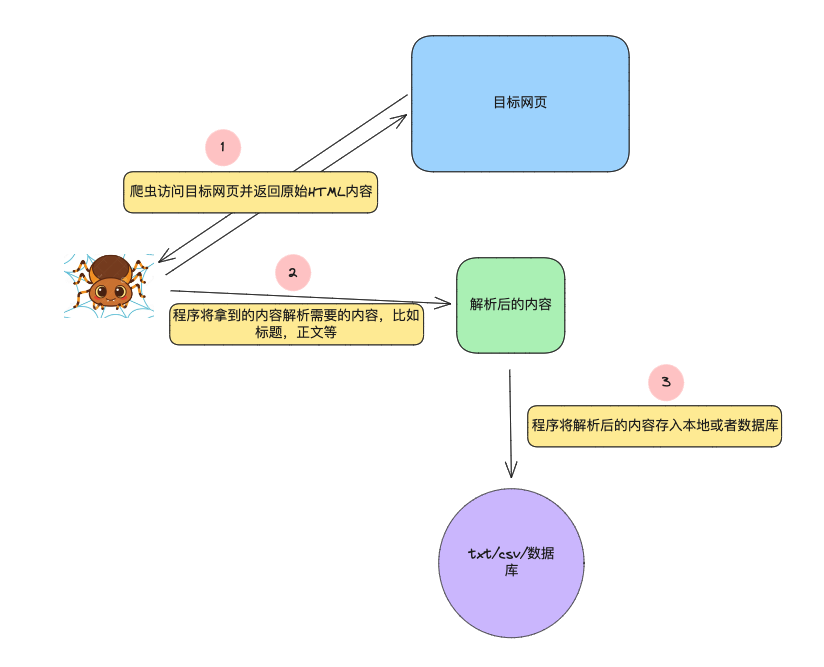 目标网页
1
爬虫访问目标网页并返回原始HTML内容
2
程序将拿到的内容解析需要的内容，比如
标题，正文等
解析后的内容
3
程序将解析后的内容存入本地或者数据库
txt/csv/数据
库